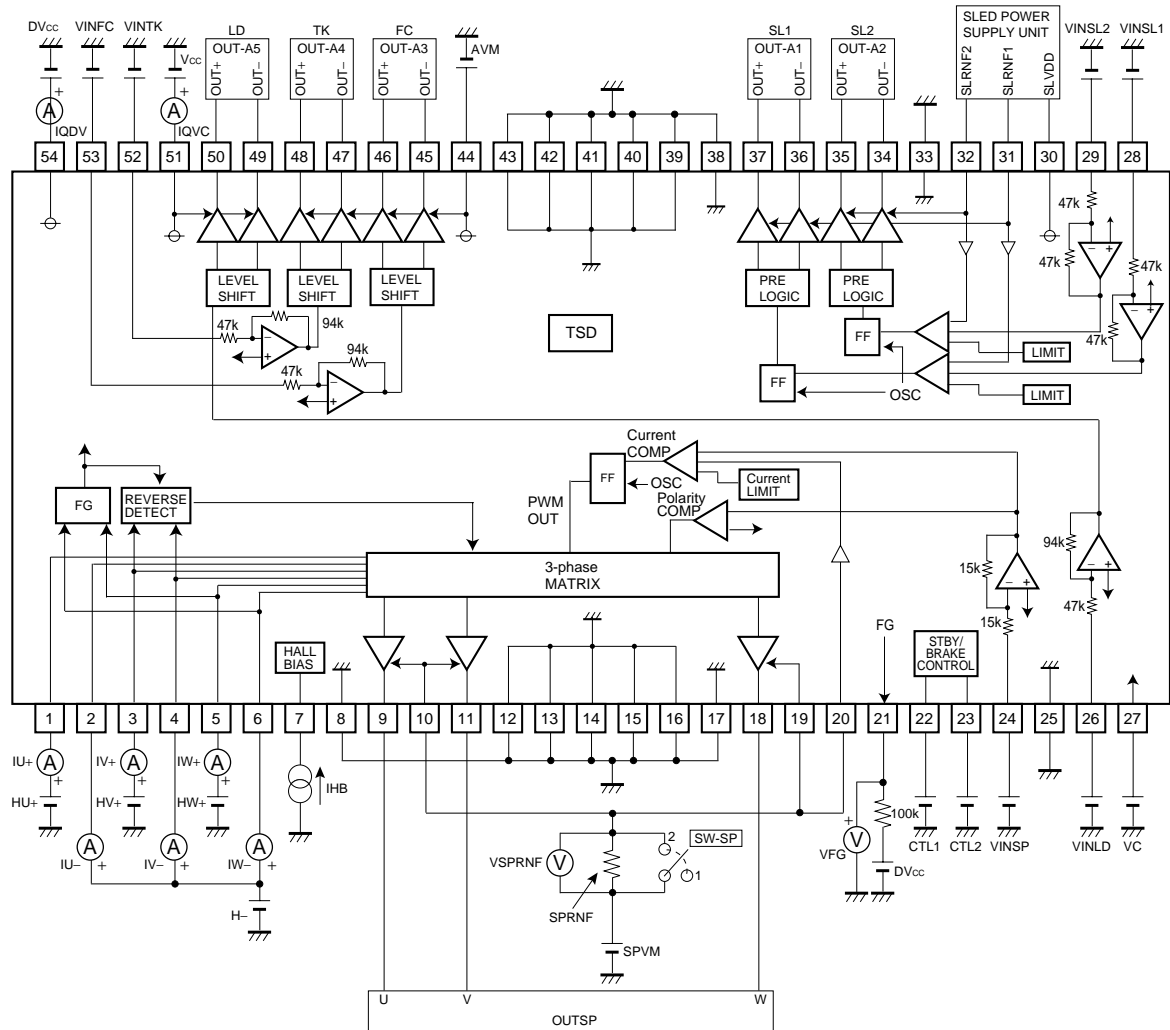 DVCC VINFC VINTK
LD TK FC
SL1 SL2
SLED POWER SUPPLY UNIT
VINSL2 VINSL1
VCC
OUT-A5 OUT-A4 OUT-A3
AVM
OUT-A1 OUT-A2
OUT+ OUT− OUT+ OUT− OUT+ OUT−
OUT+ OUT− OUT+ OUT−
SLRNF2 SLRNF1 SLVDD
+ A IQDV
+ A IQVC
54 53 52 51 50 49 48 47 46 45 44 43 42 41 40 39 38 37 36 35 34 33 32 31 30 29 28
47k
− +
47k
47k
− +
47k
LEVEL SHIFT
LEVEL SHIFT
LEVEL SHIFT
PRE LOGIC
PRE LOGIC
TSD
47k
94k
− +
47k
94k
− +
FF
LIMIT
FF
OSC
LIMIT
Current COMP
FF
OSC
Current LIMIT
PWM OUT
Polarity COMP
FG
REVERSE DETECT
3-phase MATRIX
15k
− +
15k
94k
− +
47k
HALL BIAS
FG
STBY/ BRAKE CONTROL
1 2 3 4 5 6 7 8 9 10 11 12 13 14 15 16 17 18 19 20 21 22 23 24 25 26 27
IU+ A +
IV+ A +
IW+ A +
HU+
HV+
HW+
IHB
IU− A +
IV− A +
IW− A +
H−
VSPRNF V
2 SW-SP
1
SPRNF
SPVM
+ V
VFG
100k
DVCC
CTL1 CTL2 VINSP
VINLD VC
U V W
OUTSP